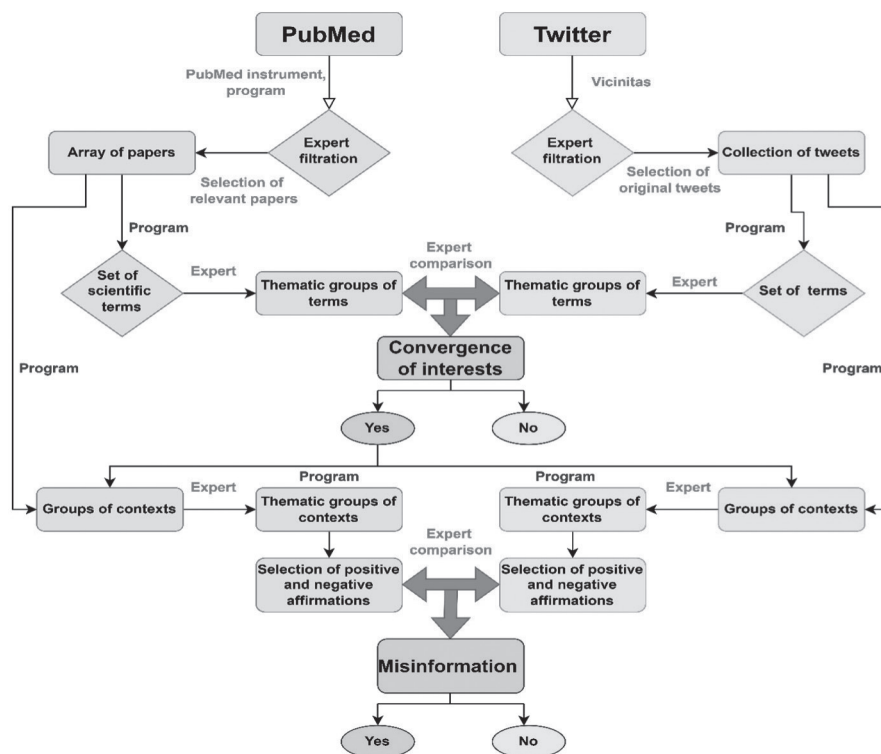 PubMed
Twitter
PubMed instrument,
program
Vicinitas
Expert
filtration
Expert
filtration
Array of papers
Collection of tweets
Selection of
relevant papers
Selection of
original tweets
Program
Program
Expert
comparison
Set of
scientific
terms
Expert
Thematic groups of
terms
Thematic groups of
terms
Expert
Set of terms
Convergence
of interests
Program
Program
Yes
No
Program
Program
Groups of contexts
Expert
Thematic groups
of contexts
Thematic groups
of contexts
Expert
Groups of contexts
Expert
comparison
Selection of positive
and negative
affirmations
Selection of positive
and negative
affirmations
Misinformation
Yes
No